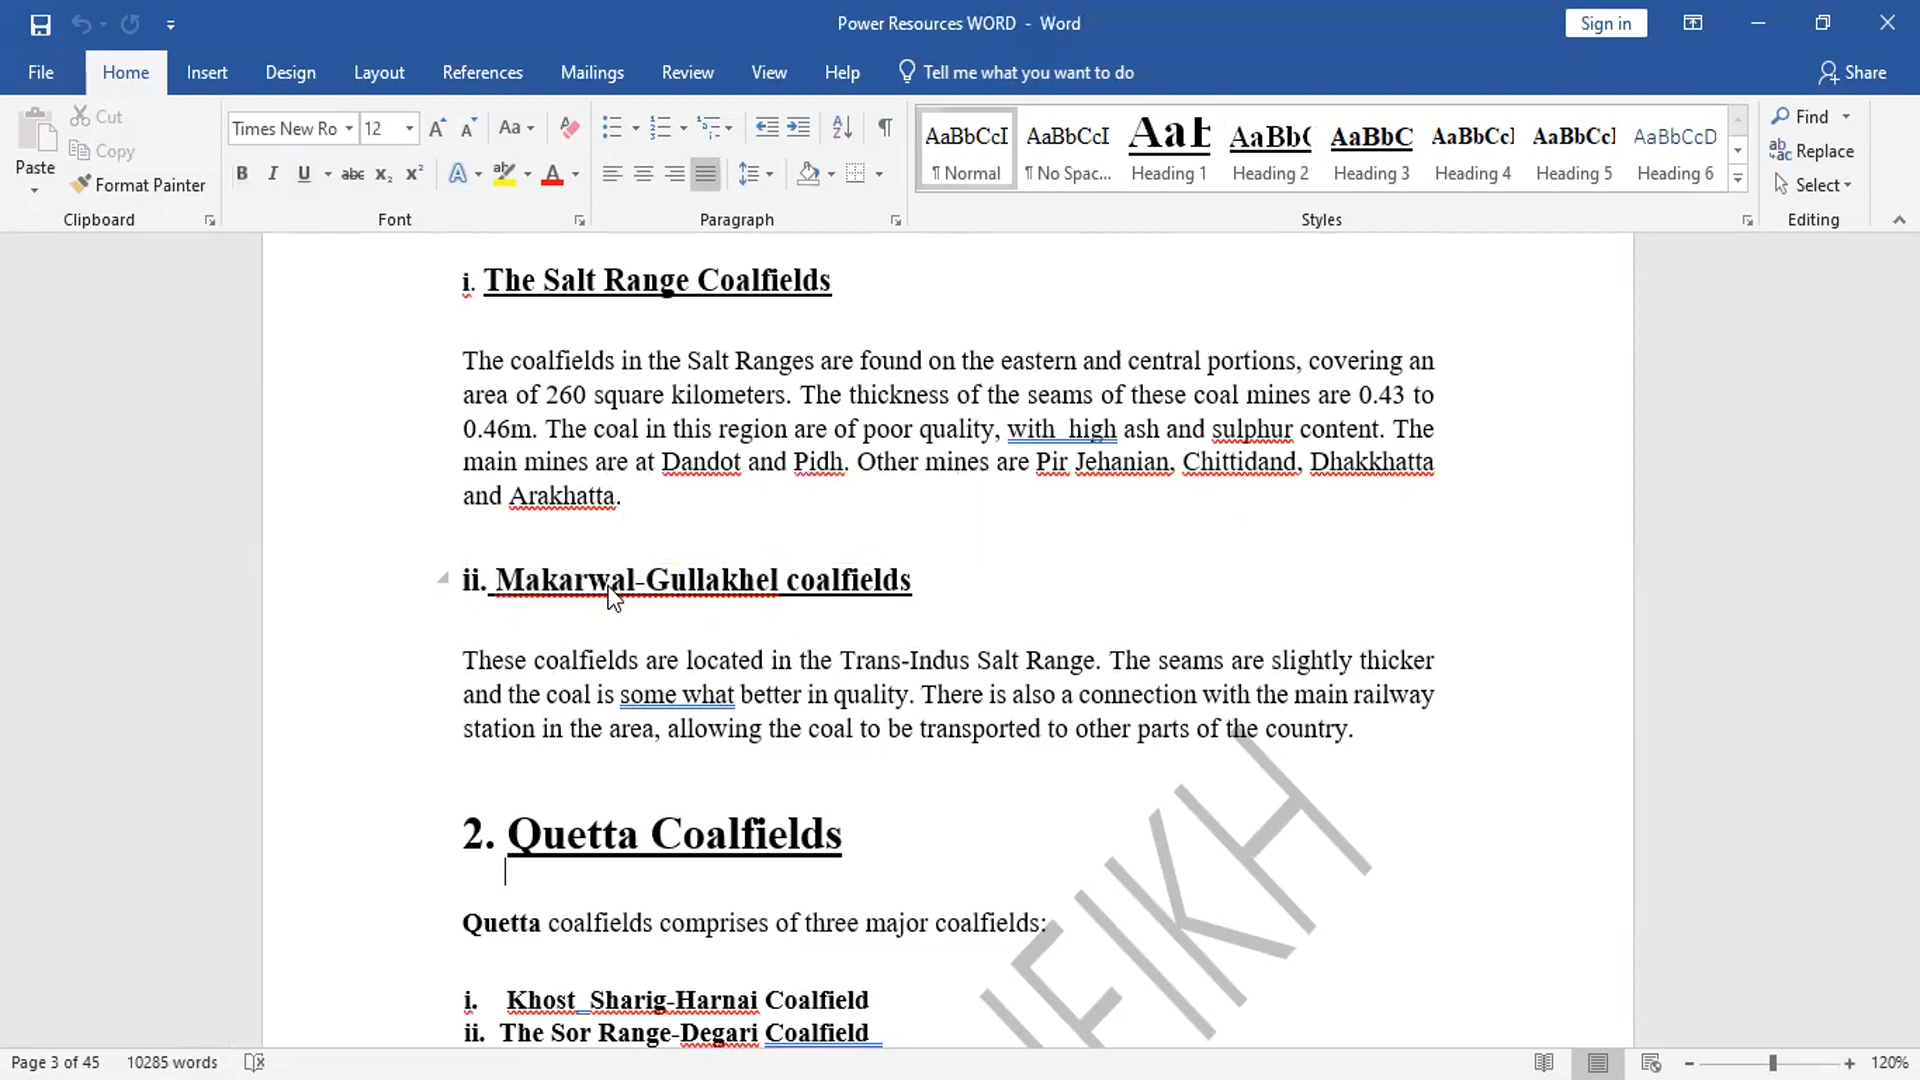 Power Resources WORD - Word
Sign in
File Home Insert Design Layout References Mailings Review View Help Tell me what you want to do Share
Cut
Copy
Paste
Format Painter
Clipboard
Times New Ro 12
Font
Paragraph
AaBbCcI AaBbCcI AaBbC AaBbCcI AaBbCcI AaBbCcD
¶ Normal ¶ No Spac... Heading 1 Heading 2 Heading 3 Heading 4 Heading 5 Heading 6
Styles
Find
Replace
Select
Editing
i. The Salt Range Coalfields
The coalfields in the Salt Ranges are found on the eastern and central portions, covering an
area of 260 square kilometers. The thickness of the seams of these coal mines are 0.43 to
0.46m. The coal in this region are of poor quality, with  high ash and sulphur content. The
main mines are at Dandot and Pidh. Other mines are Pir Jehanian, Chittidand, Dhakkhatta
and Arakhatta.
ii. Makarwal-Gullakhel coalfields
These coalfields are located in the Trans-Indus Salt Range. The seams are slightly thicker
and the coal is some what better in quality. There is also a connection with the main railway
station in the area, allowing the coal to be transported to other parts of the country.
2. Quetta Coalfields
Quetta coalfields comprises of three major coalfields:
i. Khost  Sharig-Harnai Coalfield
ii. The Sor Range-Degari Coalfield
Page 3 of 45 10285 words 120%